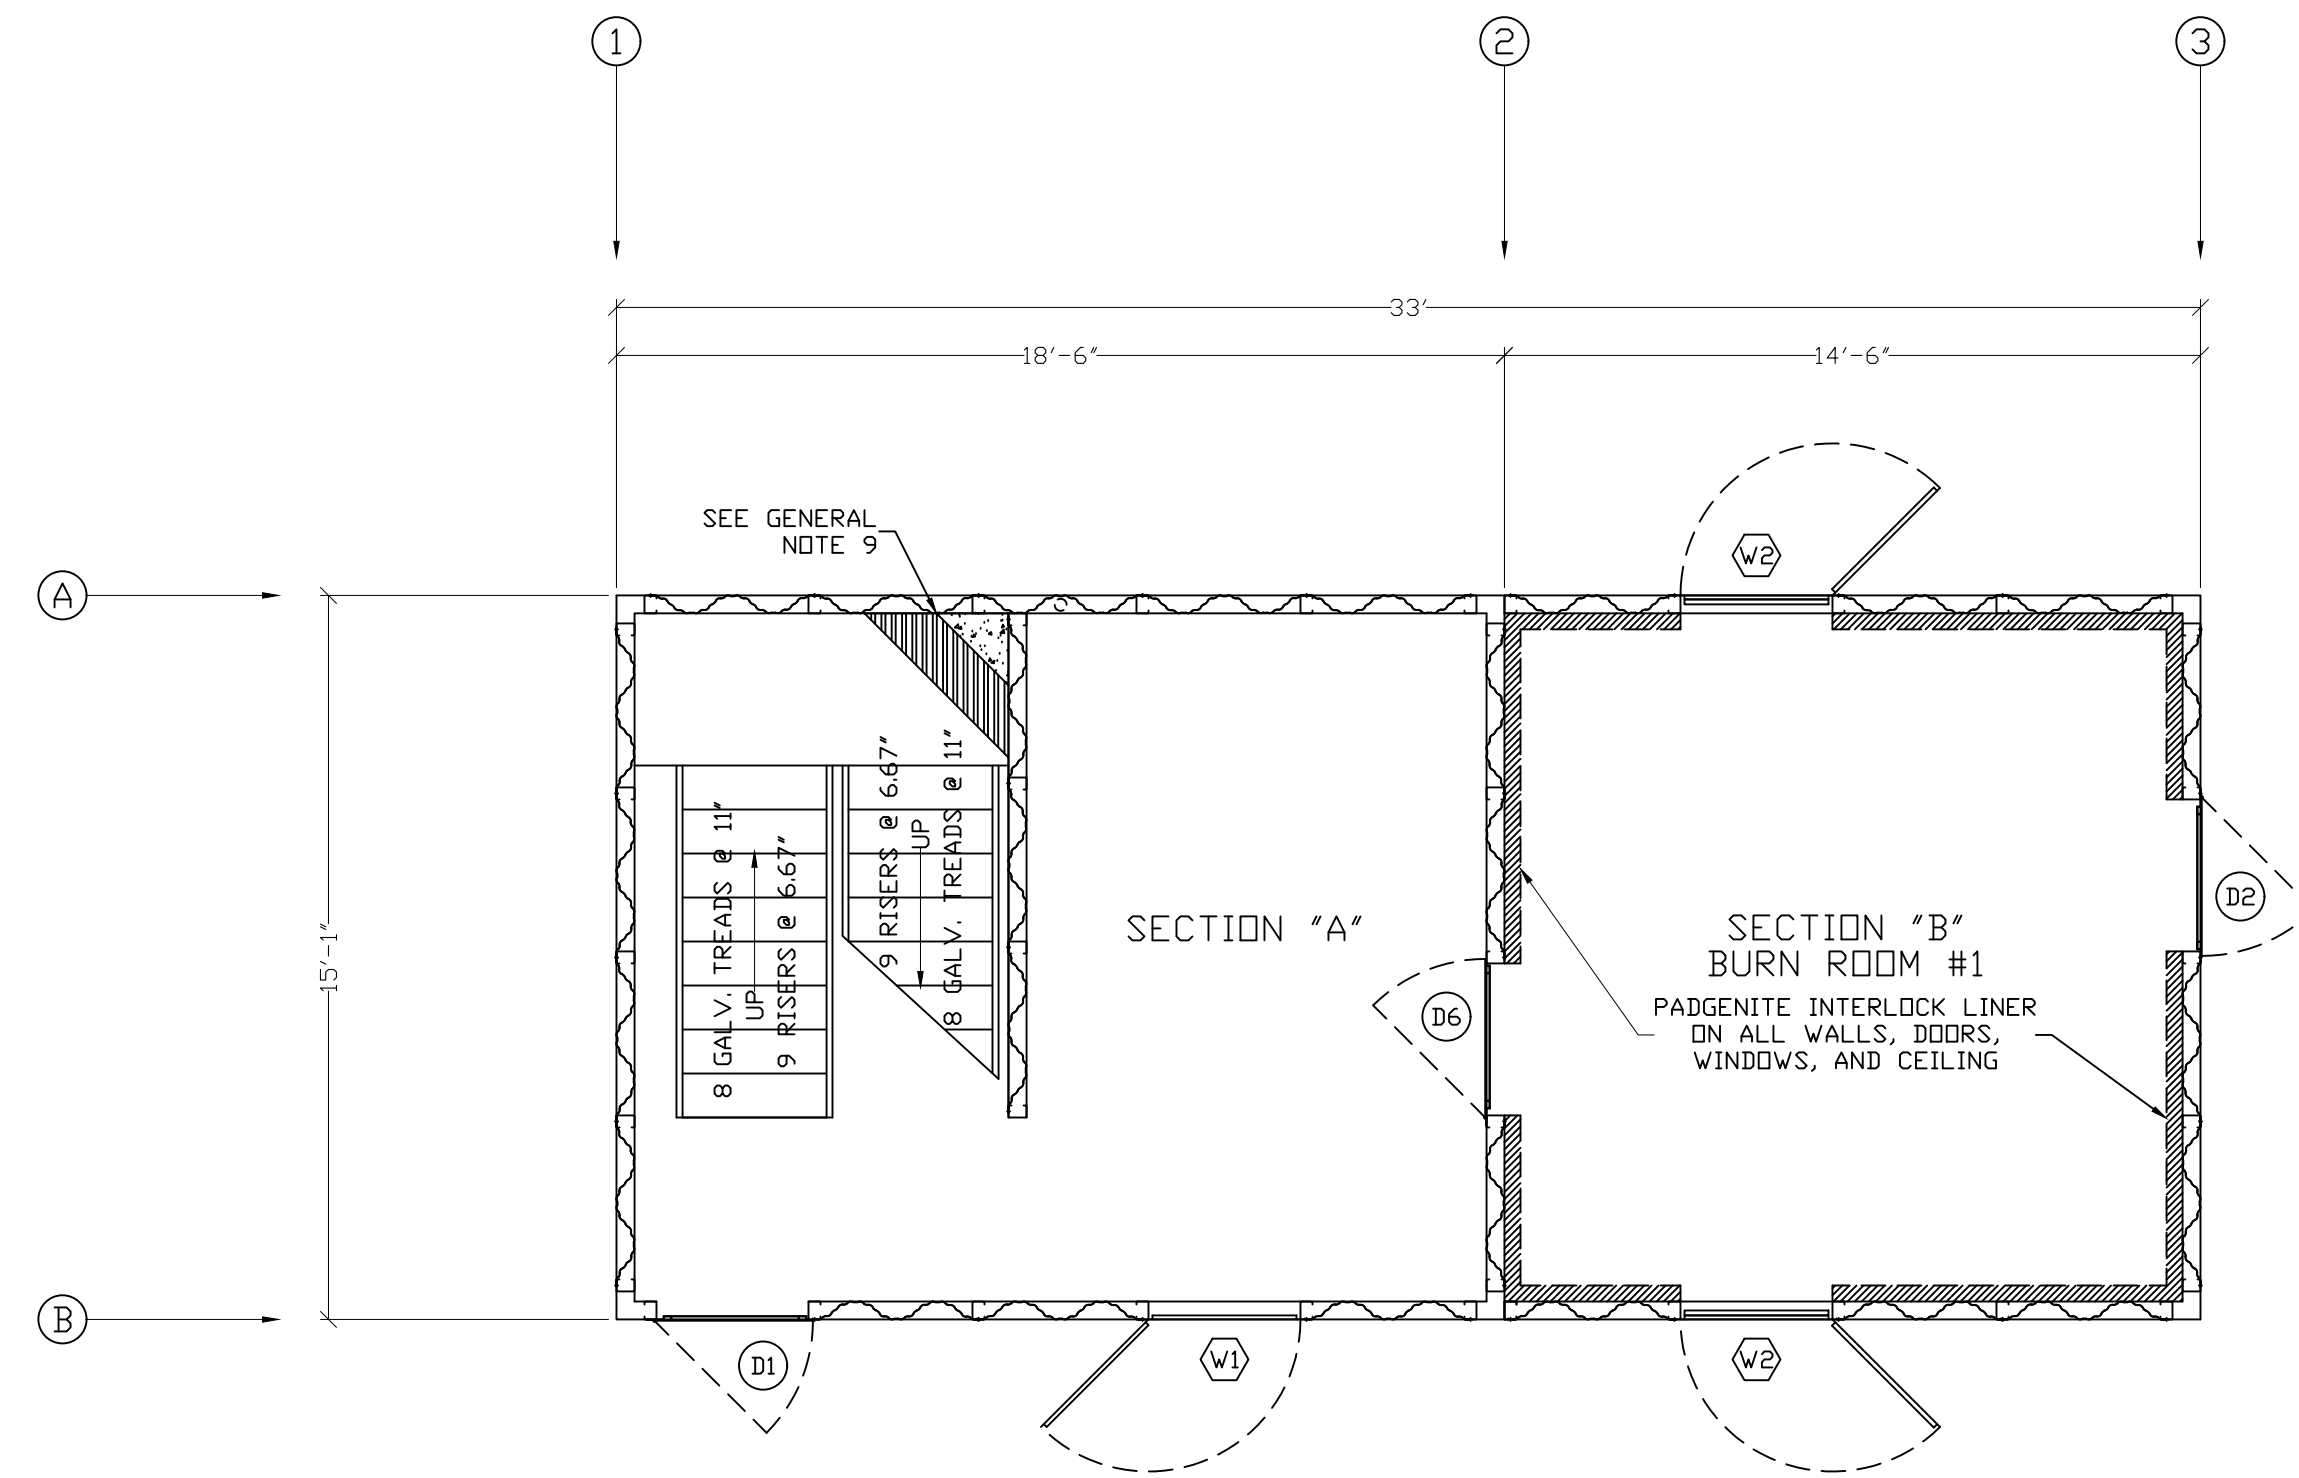 1
2
3
33'
18'-6"
14'-6"
SEE GENERAL
NOTE 9
W2
A
15'-1"
8 GALV. TREADS @ 11"
UP
9 RISERS @ 6.67"
9 RISERS @ 6.67"
UP
8 GALV. TREADS @ 11"
SECTION "A"
D6
SECTION "B"
BURN ROOM #1
PADGENITE INTERLOCK LINER
ON ALL WALLS, DOORS,
WINDOWS, AND CEILING
D2
B
D1
W1
W2